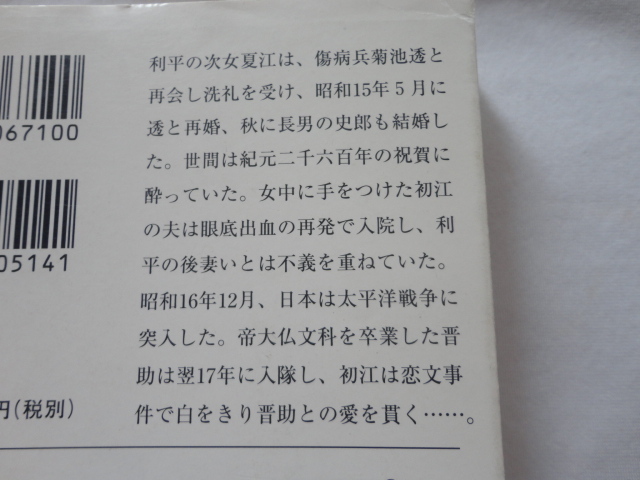 利平の次女夏江は、傷病兵菊池透と
再会し洗礼を受け、昭和15年5月に
透と再婚、秋に長男の史郎も結婚し
た。世間は紀元二千六百年の祝賀に
酔っていた。女中に手をつけた初江
の夫は眼底出血の再発で入院し、利
平の後妻いとは不義を重ねていた。
昭和16年12月、日本は太平洋戦争に
突入した。帝大仏文科を卒業した晋
助は翌17年に入隊し、初江は恋文事
件で白をきり晋助との愛を貫く……。
067100
05141
円(税別)